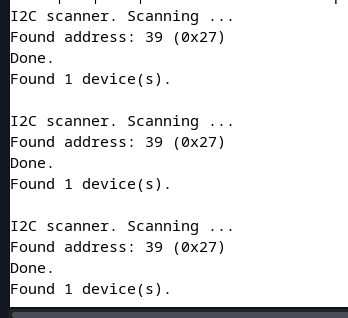 I2C scanner. Scanning ...
Found address: 39 (0x27)
Done.
Found 1 device(s).
I2C scanner. Scanning ...
Found address: 39 (0x27)
Done.
Found 1 device(s).
I2C scanner. Scanning ...
Found address: 39 (0x27)
Done.
Found 1 device(s).